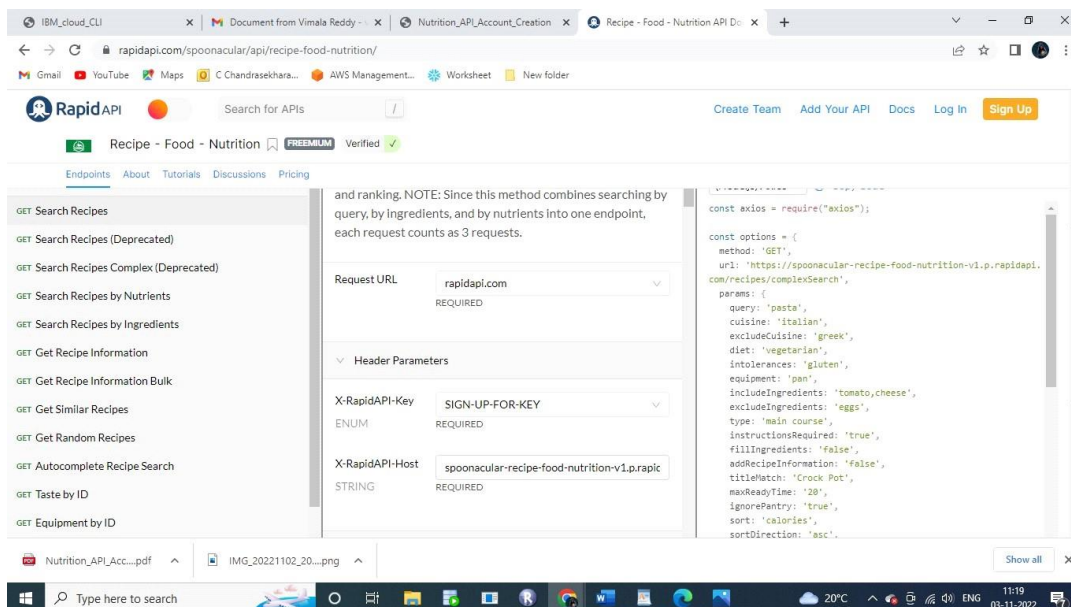 IBM_cloud_CLI
Document from Vimala Reddy -
Nutrition_API_Account_Creation
Recipe - Food - Nutrition API Do
rapidapi.com/spoonacular/api/recipe-food-nutrition/
Gmail YouTube Maps C Chandrasekhara... AWS Management... Worksheet New folder
Rapid API Search for APIs / Create Team Add Your API Docs Log In Sign Up
Recipe - Food - Nutrition FREEMIUM Verified ✓
Endpoints About Tutorials Discussions Pricing
GET Search Recipes
GET Search Recipes (Deprecated)
GET Search Recipes Complex (Deprecated)
GET Search Recipes by Nutrients
GET Search Recipes by Ingredients
GET Get Recipe Information
GET Get Recipe Information Bulk
GET Get Similar Recipes
GET Get Random Recipes
GET Autocomplete Recipe Search
GET Taste by ID
GET Equipment by ID
and ranking. NOTE: Since this method combines searching by
query, by ingredients, and by nutrients into one endpoint,
each request counts as 3 requests.
Request URL rapidapi.com
REQUIRED
Header Parameters
X-RapidAPI-Key SIGN-UP-FOR-KEY
ENUM REQUIRED
X-RapidAPI-Host spoonacular-recipe-food-nutrition-v1.p.rapic
STRING REQUIRED
const axios = require("axios");
const options = {
method: 'GET',
url: 'https://spoonacular-recipe-food-nutrition-v1.p.rapidapi.
com/recipes/complexSearch',
params: {
query: 'pasta',
cuisine: 'italian',
excludeCuisine: 'greek',
diet: 'vegetarian',
intolerances: 'gluten',
equipment: 'pan',
includeIngredients: 'tomato,cheese',
excludeIngredients: 'eggs',
type: 'main course',
instructionsRequired: 'true',
fillIngredients: 'false',
addRecipeInformation: 'false',
titleMatch: 'Crock Pot',
maxReadyTime: '20',
ignorePantry: 'true',
sort: 'calories',
sortDirection: 'asc',
Nutrition_API_Acc....pdf IMG_20221102_20....png Show all
Type here to search 20°C ENG 11:19
03-11-2022